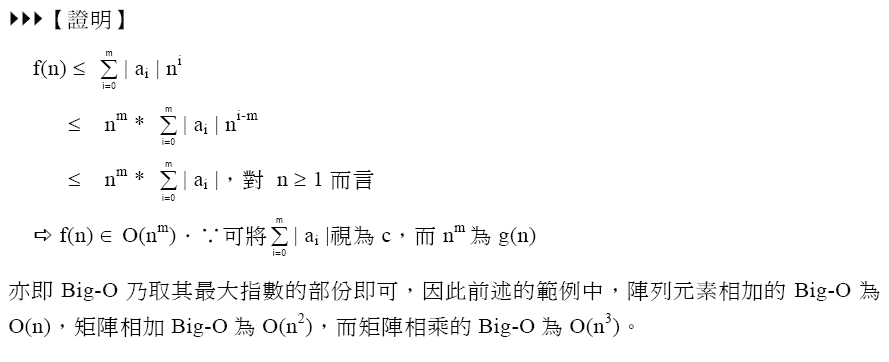 ▶▶▶【證明】
f(n) ≤ ∑_{i=0}^{m} | a_i | n^i
≤ n^m * ∑_{i=0}^{m} | a_i | n^{i-m}
≤ n^m * ∑_{i=0}^{m} | a_i |，對 n ≥ 1 而言
⇨ f(n) ∈ O(n^m)．∵可將∑_{i=0}^{m} | a_i |視為 c，而 n^m 為 g(n)
亦即 Big-O 乃取其最大指數的部份即可，因此前述的範例中，陣列元素相加的 Big-O 為
O(n)，矩陣相加 Big-O 為 O(n^2)，而矩陣相乘的 Big-O 為 O(n^3)。